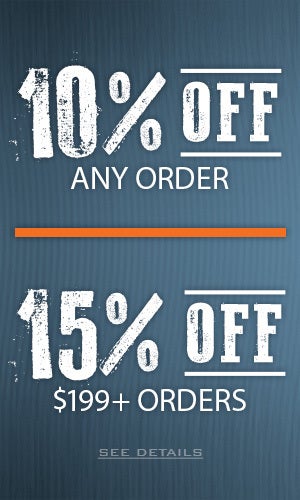 10% OFF
ANY ORDER
15% OFF
$199+ ORDERS
SEE DETAILS